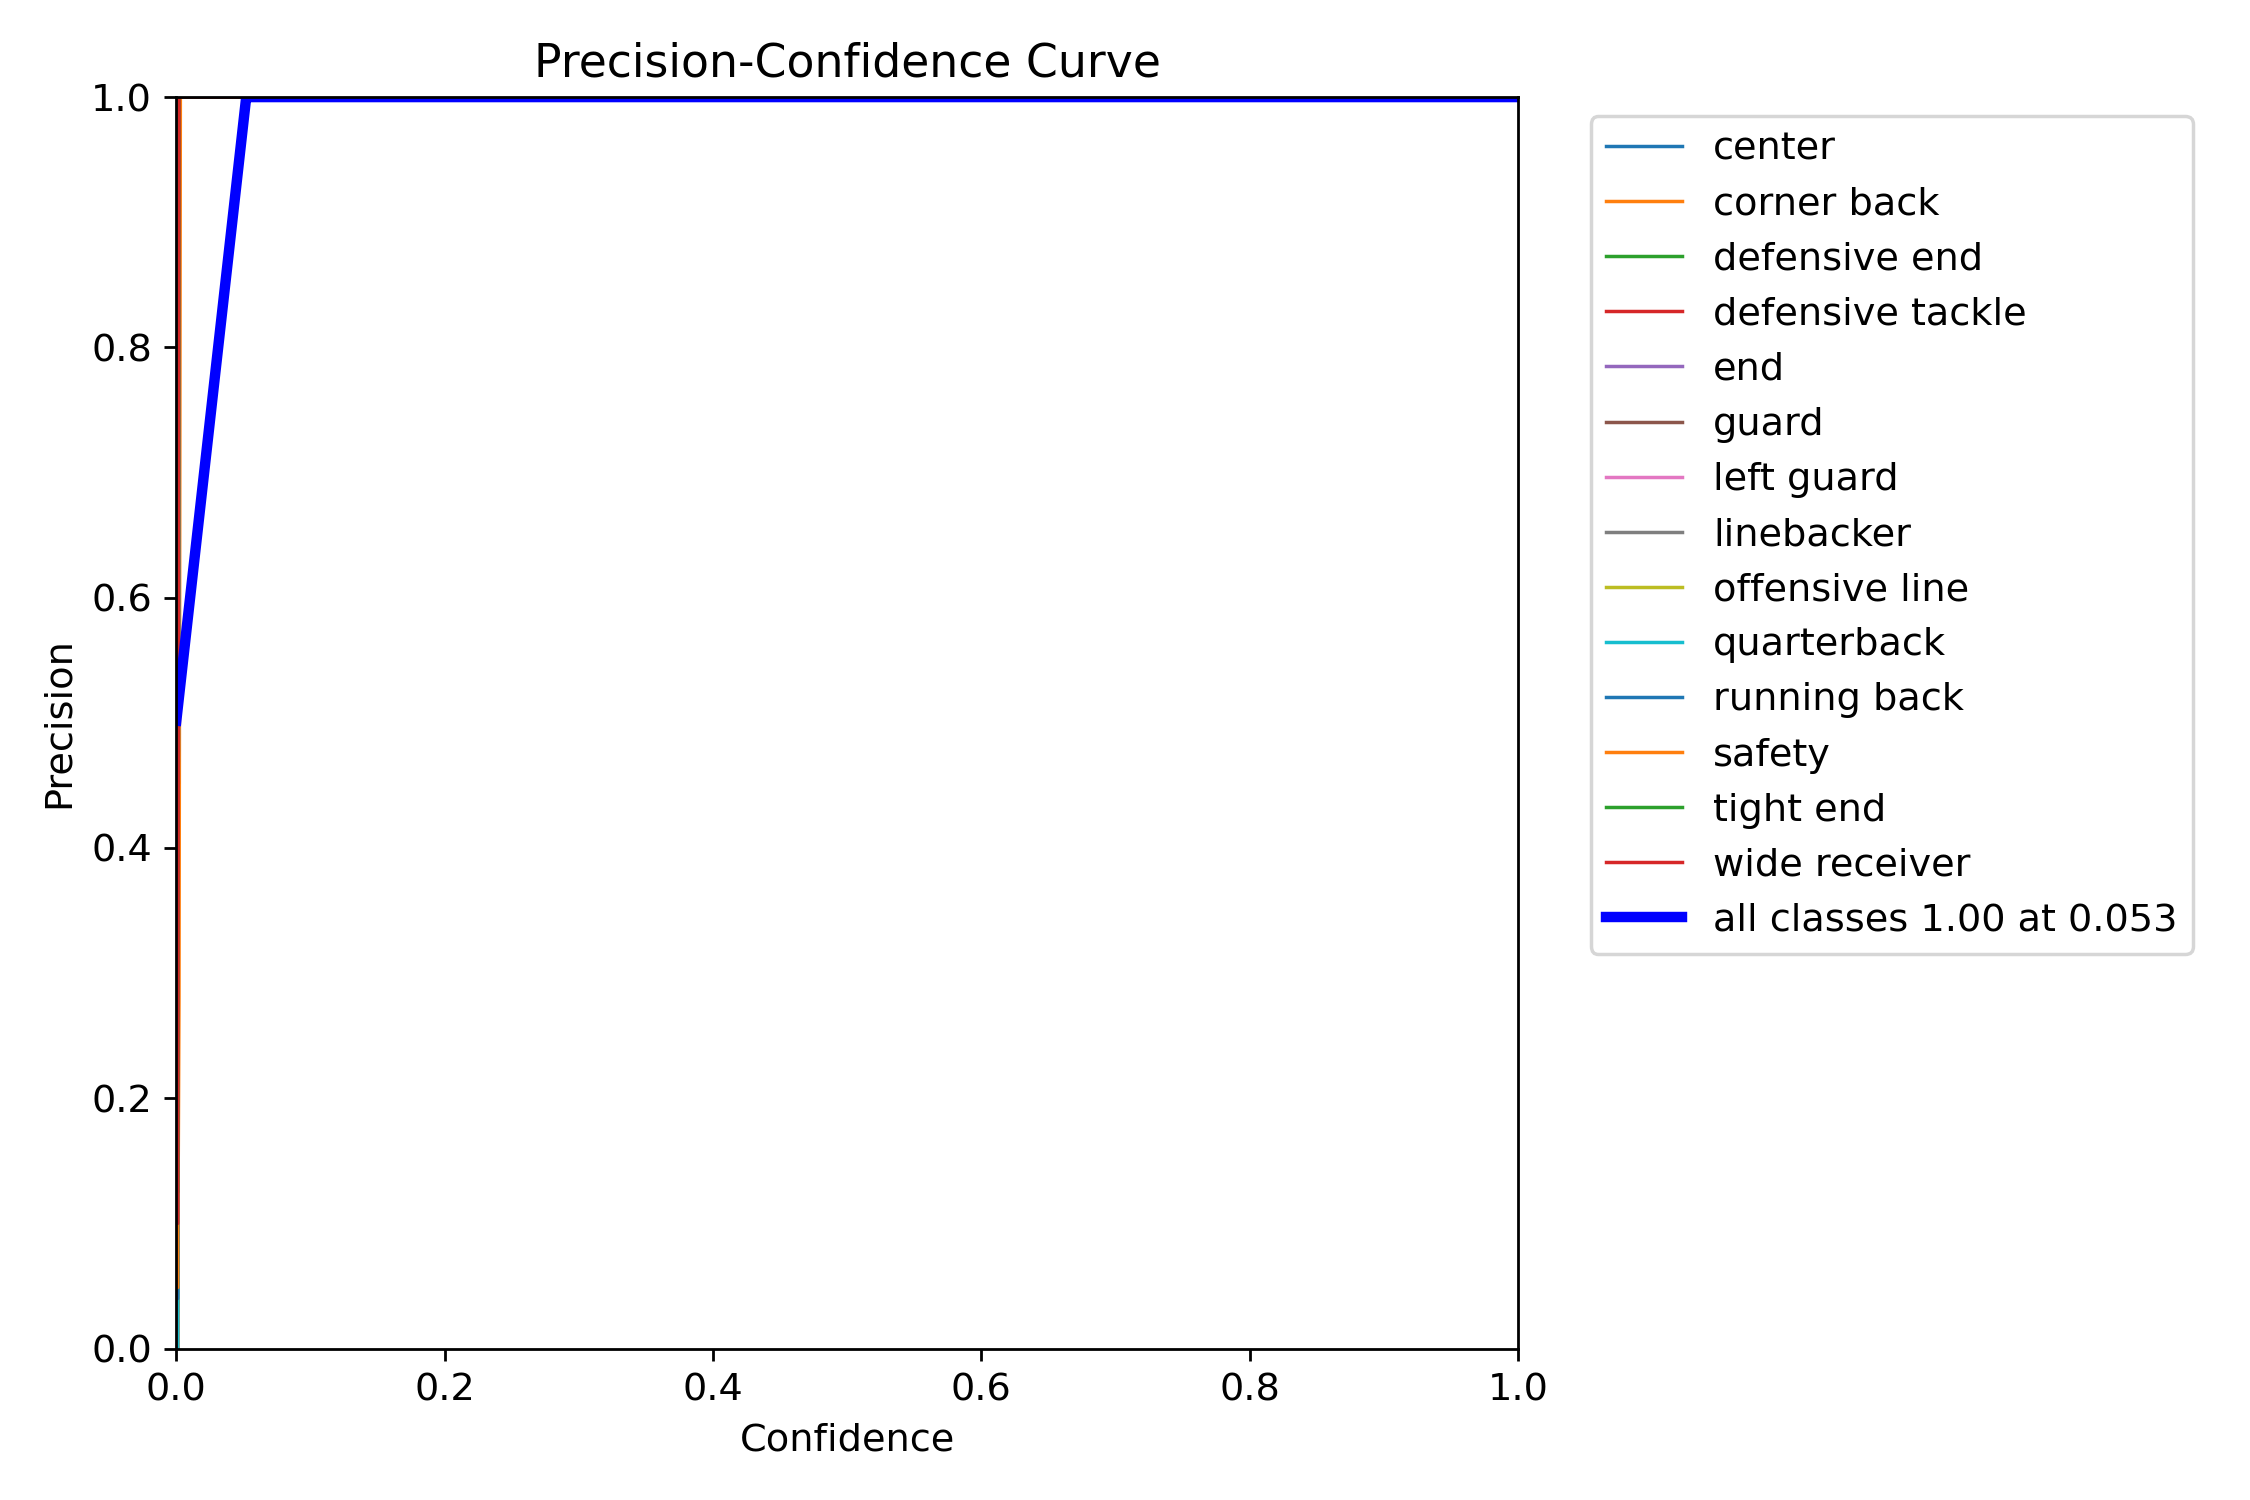 Precision-Confidence Curve
1.0
0.8
0.6
0.4
0.2
0.0
Precision
0.0 0.2 0.4 0.6 0.8 1.0
Confidence
center
corner back
defensive end
defensive tackle
end
guard
left guard
linebacker
offensive line
quarterback
running back
safety
tight end
wide receiver
all classes 1.00 at 0.053